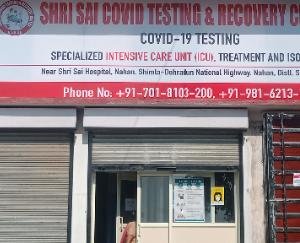 SHRI SAI COVID TESTING & RECOVERY C
COVID-19 TESTING
SPECIALIZED INTENSIVE CARE UNIT (ICU), TREATMENT AND ISO
Near Shri Sai Hospital, Nahan, Shimla-Dehradun National Highway, Nahan, Distt. S
Phone No: +91-701-8103-200, +91-981-6213-